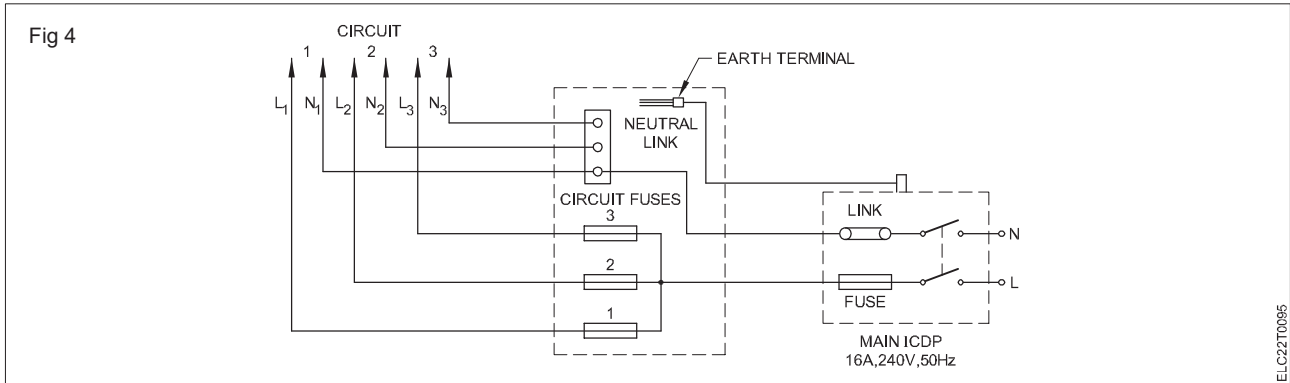 Fig 4
CIRCUIT
1 2 3
EARTH TERMINAL
L1 N1 L2 N2 L3 N3
NEUTRAL
LINK
CIRCUIT FUSES
3
2
1
LINK
N
L
FUSE
MAIN ICDP
16A,240V,50Hz
ELC22T0095